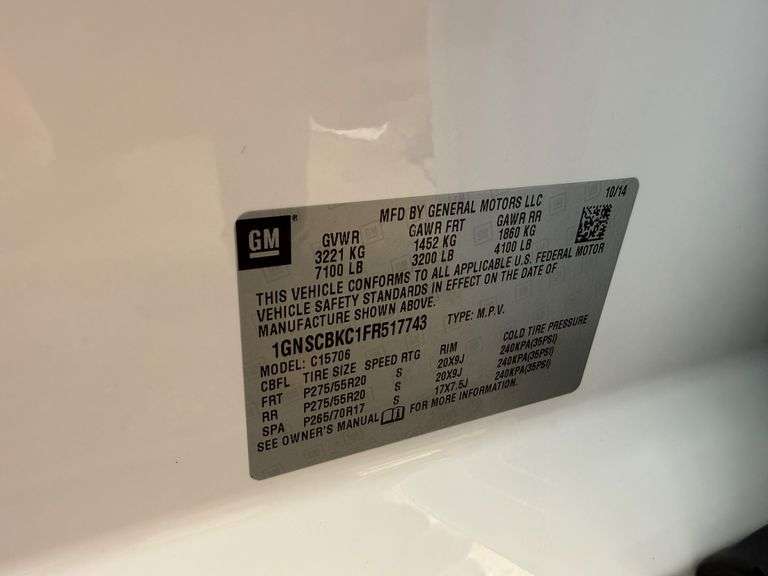 MFD BY GENERAL MOTORS LLC 10/14
GM®
GVWR GAWR FRT GAWR RR
3221 KG 1452 KG 1860 KG
7100 LB 3200 LB 4100 LB
THIS VEHICLE CONFORMS TO ALL APPLICABLE U.S. FEDERAL MOTOR
VEHICLE SAFETY STANDARDS IN EFFECT ON THE DATE OF
MANUFACTURE SHOWN ABOVE.
1GNSCBKC1FR517743 TYPE: M.P.V.
MODEL: C15706
CBFL TIRE SIZE SPEED RTG RIM COLD TIRE PRESSURE
FRT P275/55R20 S 20X9J 240KPA(35PSI)
RR P275/55R20 S 20X9J 240KPA(35PSI)
SPA P265/70R17 S 17X7.5J 240KPA(35PSI)
SEE OWNER'S MANUAL FOR MORE INFORMATION.